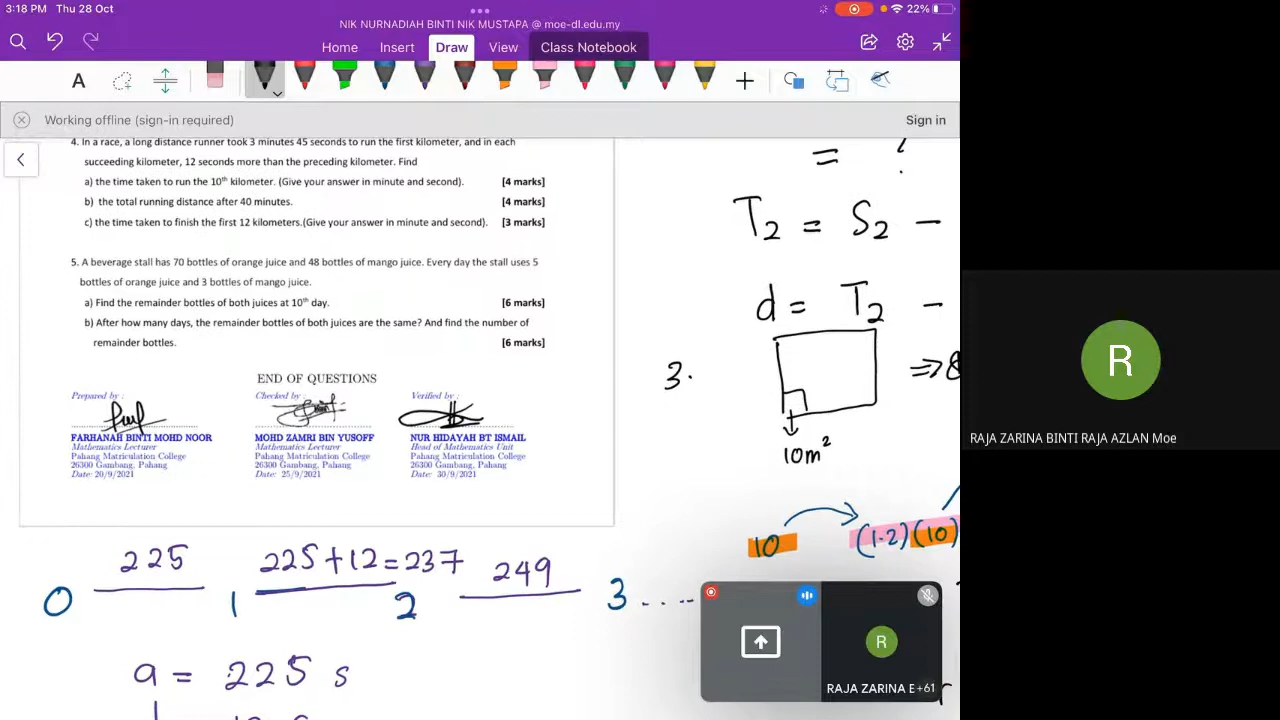 3:18 PM Thu 28 Oct
22%
NIK NURNADIAH BINTI NIK MUSTAPA @ moe-dl.edu.my
Home Insert Draw View Class Notebook
A
Working offline (sign-in required) Sign in
4. In a race, a long distance runner took 3 minutes 45 seconds to run the first kilometer, and in each
succeeding kilometer, 12 seconds more than the preceding kilometer. Find
a) the time taken to run the 10th kilometer. (Give your answer in minute and second). [4 marks]
b) the total running distance after 40 minutes. [4 marks]
c) the time taken to finish the first 12 kilometers.(Give your answer in minute and second). [3 marks]
5. A beverage stall has 70 bottles of orange juice and 48 bottles of mango juice. Every day the stall uses 5
bottles of orange juice and 3 bottles of mango juice.
a) Find the remainder bottles of both juices at 10th day. [6 marks]
b) After how many days, the remainder bottles of both juices are the same? And find the number of
remainder bottles. [6 marks]
END OF QUESTIONS
Prepared by : Checked by : Verified by :
FARHANAH BINTI MOHD NOOR MOHD ZAMRI BIN YUSOFF NUR HIDAYAH BT ISMAIL
Mathematics Lecturer Mathematics Lecturer Head of Mathematics Unit
Pahang Matriculation College Pahang Matriculation College Pahang Matriculation College
26300 Gambang, Pahang 26300 Gambang, Pahang 26300 Gambang, Pahang
Date: 20/9/2021 Date: 25/9/2021 Date: 30/9/2021
= ?
T2 = S2 -
d = T2 -
3. ⇒ 8
10m²
10 (1.2)(10)
225 225+12=237 249
0 1 2 3 ....
a = 225 s
R
RAJA ZARINA BINTI RAJA AZLAN Moe
R
RAJA ZARINA B +61